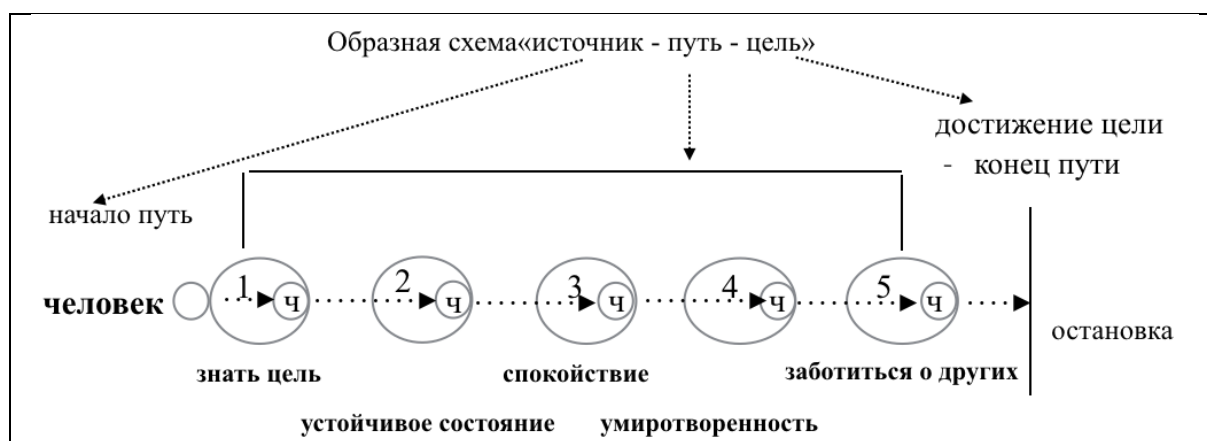 Образная схема«источник - путь - цель»
достижение цели
- конец пути
начало путь
человек
1 ч 2 ч 3 ч 4 ч 5 ч
остановка
знать цель спокойствие заботиться о других
устойчивое состояние умиротворенность